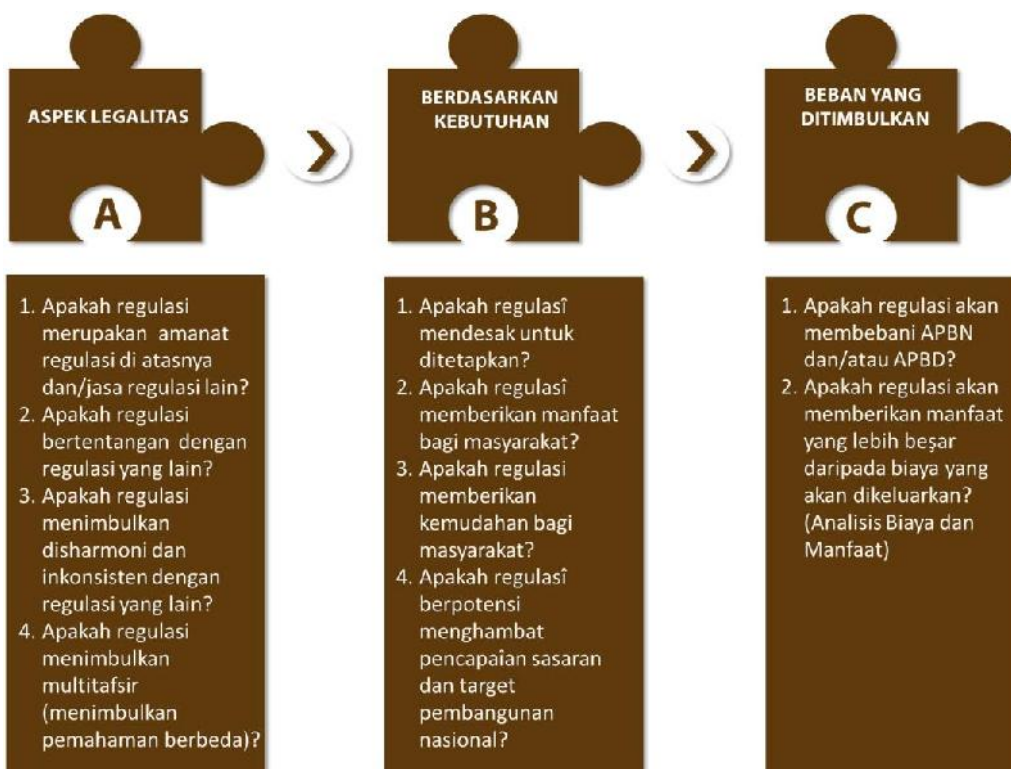 ASPEK LEGALITAS
A
1. Apakah regulasi
merupakan amanat
regulasi di atasnya
dan/jasa regulasi lain?
2. Apakah regulasi
bertentangan dengan
regulasi yang lain?
3. Apakah regulasi
menimbulkan
disharmoni dan
inkonsisten dengan
regulasi yang lain?
4. Apakah regulasi
menimbulkan
multitafsir
(menimbulkan
pemahaman berbeda)?
BERDASARKAN
KEBUTUHAN
B
1. Apakah regulasî
mendesak untuk
ditetapkan?
2. Apakah regulasî
memberikan manfaat
bagi masyarakat?
3. Apakah regulasi
memberikan
kemudahan bagi
masyarakat?
4. Apakah regulasî
berpotensi
menghambat
pencapaîan sasaran
dan target
pembangunan
nasional?
BEBAN YANG
DITIMBULKAN
C
1. Apakah regulasi akan
membebani APBN
dan/atau APBD?
2. Apakah regulasi akan
memberikan manfaat
yang lebih beşar
daripada biaya yang
akan dikeluarkan?
(Analisis Biaya dan
Manfaat)